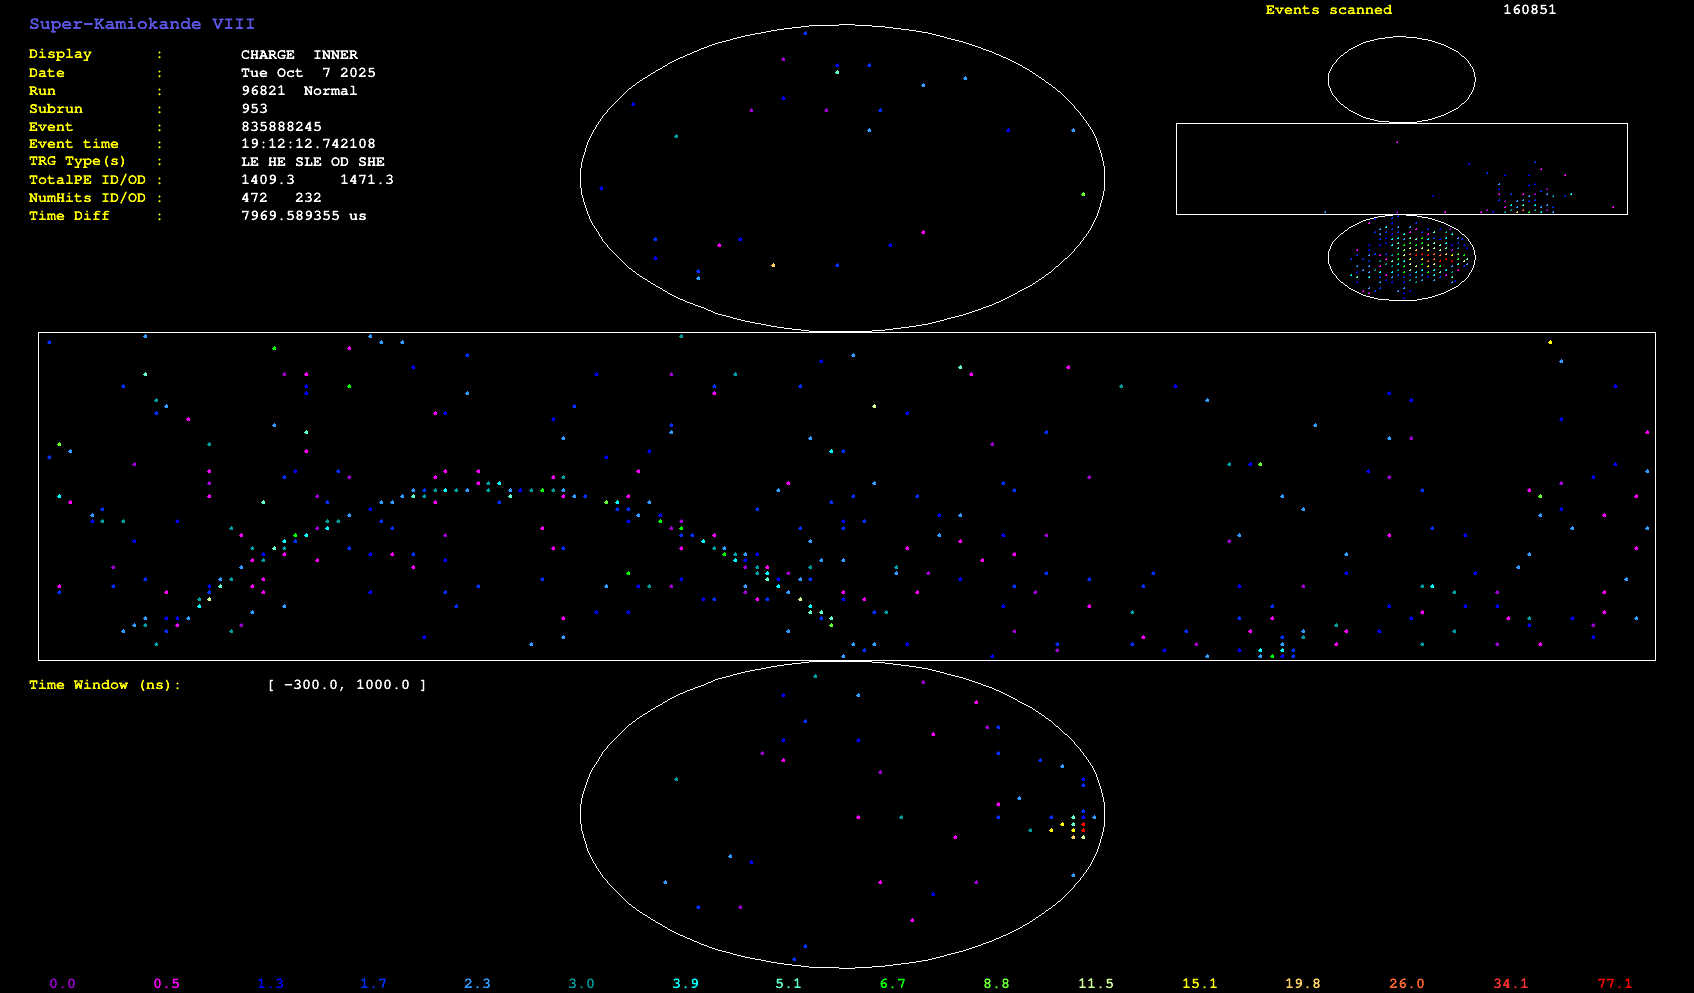 Super-Kamiokande VIII
Events scanned 160851
Display : CHARGE INNER
Date : Tue Oct 7 2025
Run : 96821 Normal
Subrun : 953
Event : 835888245
Event time : 19:12:12.742108
TRG Type(s) : LE HE SLE OD SHE
TotalPE ID/OD : 1409.3 1471.3
NumHits ID/OD : 472 232
Time Diff : 7969.589355 us
Time Window (ns): [ -300.0, 1000.0 ]
0.0 0.5 1.3 1.7 2.3 3.0 3.9 5.1 6.7 8.8 11.5 15.1 19.8 26.0 34.1 77.1